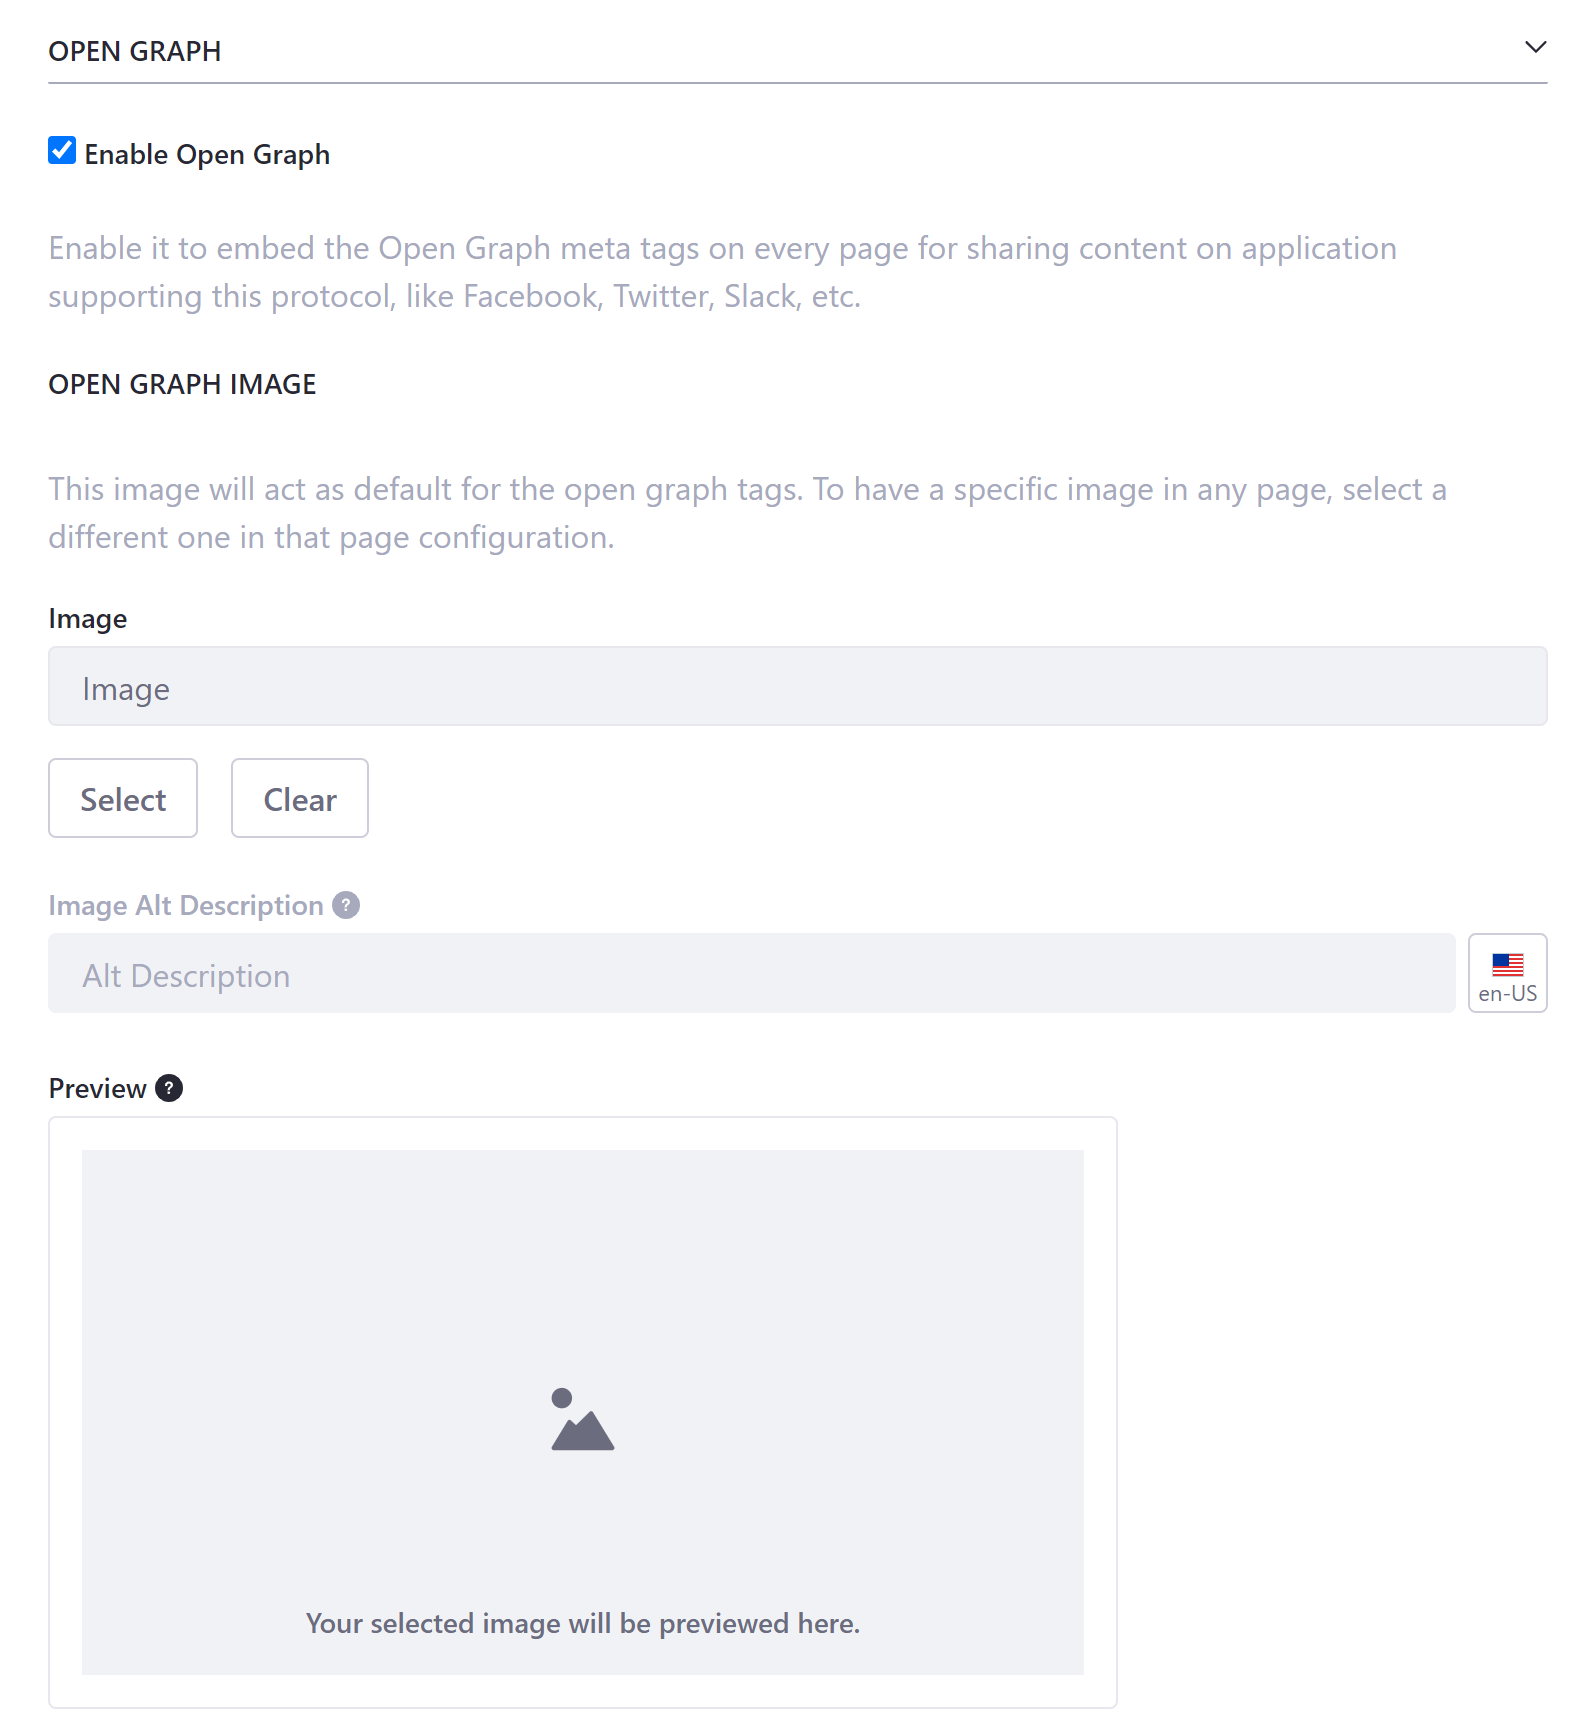 OPEN GRAPH
Enable Open Graph
Enable it to embed the Open Graph meta tags on every page for sharing content on application
supporting this protocol, like Facebook, Twitter, Slack, etc.
OPEN GRAPH IMAGE
This image will act as default for the open graph tags. To have a specific image in any page, select a
different one in that page configuration.
Image
Image
Select Clear
Image Alt Description ?
Alt Description
en-US
Preview ?
Your selected image will be previewed here.